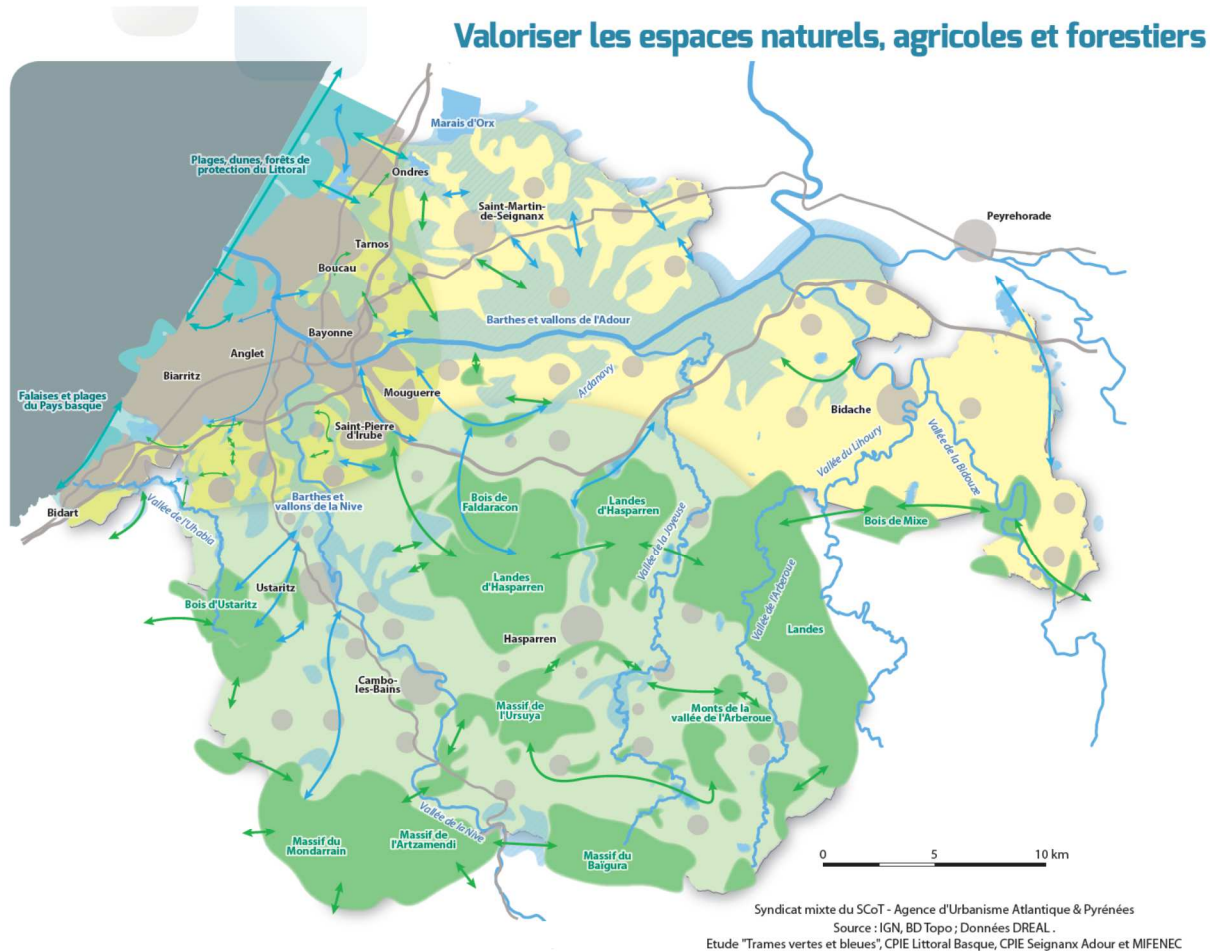 Valoriser les espaces naturels, agricoles et forestiers
Marais d'Orx
Plages, dunes, forêts de
protection du Littoral
Ondres
Saint-Martin-
de-Seignanx
Peyrehorade
Tarnos
Boucau
Barthes et vallons de l'Adour
Bayonne
Anglet
Biarritz
Ardanavy
Mouguerre
Falaises et plages
du Pays basque
Bidache
Saint-Pierre
d'Irube
Vallée du Lihoury
Vallée de la Bidouze
Barthes et
vallons de la Nive
Bois de
Faldaracon
Landes
d'Hasparren
Bidart
Vallée de l'Uhabia
Bois de Mixe
Vallée de la Joyeuse
Landes
d'Hasparren
Ustaritz
Bois d'Ustaritz
Vallée de l'Arberoue
Landes
Hasparren
Cambo-
les-Bains
Massif de
l'Ursuya
Monts de la
vallée de l'Arberoue
Vallée de la Nive
Massif du
Mondarrain
Massif de
l'Artzamendi
Massif du
Baïgura
0 5 10 km
Syndicat mixte du SCoT - Agence d'Urbanisme Atlantique & Pyrénées
Source : IGN, BD Topo ; Données DREAL .
Etude "Trames vertes et bleues", CPIE Littoral Basque, CPIE Seignanx Adour et MIFENEC